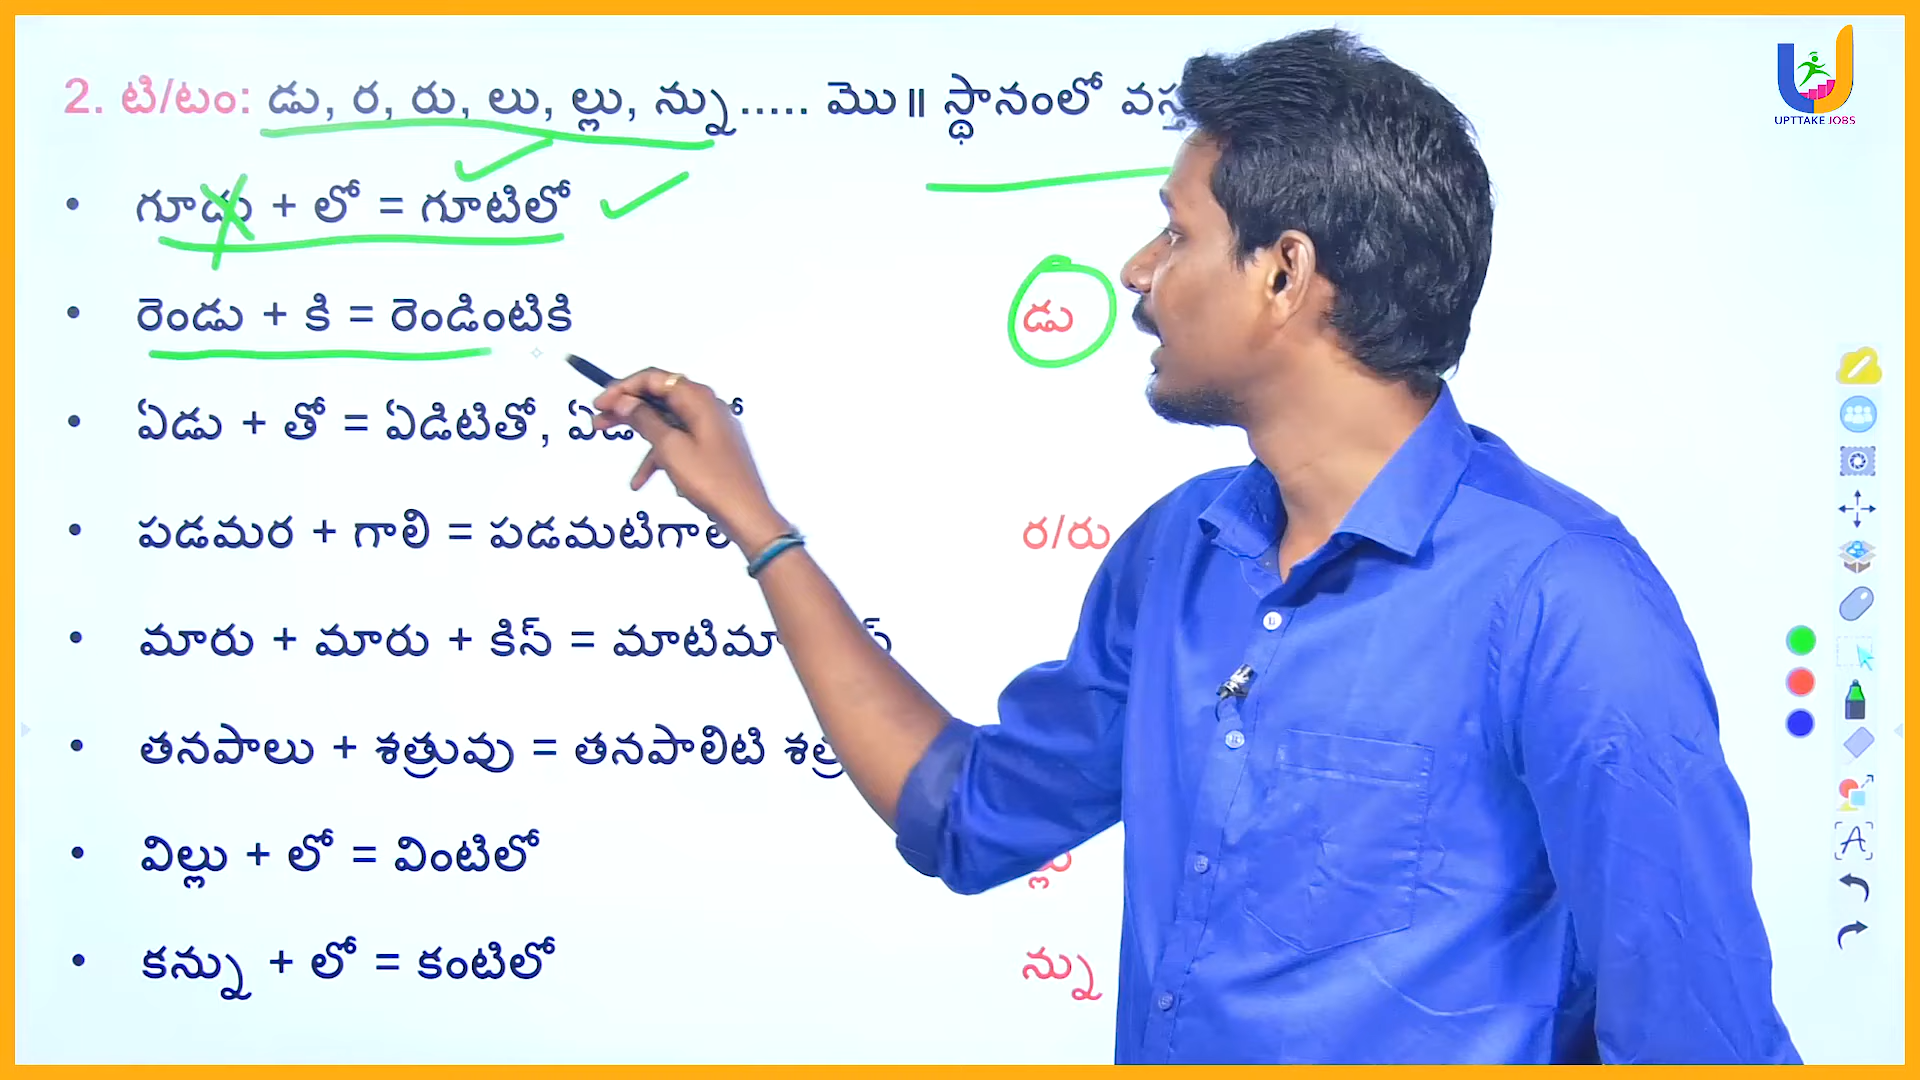 2. టి/టం: డు, ర, రు, లు, ల్లు, న్ను..... మొ॥ స్థానంలో
UPTTAKE JOBS
• గూడు + లో = గూటిలో
• రెండు + కి = రెండింటికి
డు
• ఏడు + తో = ఏడిటితో,
• పడమర + గాలి = పడమటిగాలి
ర/రు
• మారు + మారు + కిస్ =
• తనపాలు + శత్రువు = తనపాలిటి
• విల్లు + లో = వింటిలో
ల్లు
• కన్ను + లో = కంటిలో
న్ను